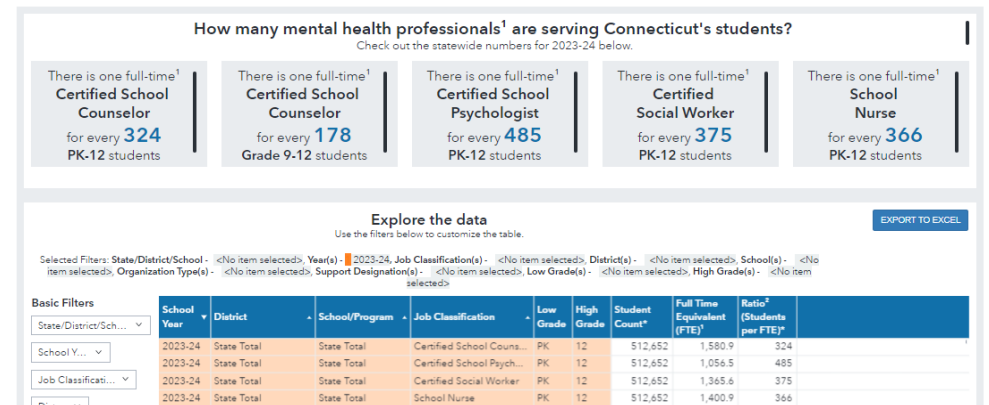 How many mental health professionals¹ are serving Connecticut's students?
Check out the statewide numbers for 2023-24 below.
There is one full-time¹
Certified School
Counselor
for every 324
PK-12 students
There is one full-time¹
Certified School
Counselor
for every 178
Grade 9-12 students
There is one full-time¹
Certified School
Psychologist
for every 485
PK-12 students
There is one full-time¹
Certified
Social Worker
for every 375
PK-12 students
There is one full-time¹
School
Nurse
for every 366
PK-12 students
Explore the data
Use the filters below to customize the table.
EXPORT TO EXCEL
Selected Filters: State/District/School - <No item selected>, Year(s) - 2023-24, Job Classification(s) - <No item selected>, District(s) - <No item selected>, School(s) - <No
item selected>, Organization Type(s) - <No item selected>, Support Designation(s) - <No item selected>, Low Grade(s) - <No item selected>, High Grade(s) - <No item
selected>
Basic Filters
State/District/Sch...
School Y...
Job Classificati...
School Year District School/Program Job Classification Low Grade High Grade Student Count* Full Time Equivalent (FTE)¹ Ratio² (Students per FTE)*
2023-24 State Total State Total Certified School Couns... PK 12 512,652 1,580.9 324
2023-24 State Total State Total Certified School Psych... PK 12 512,652 1,056.5 485
2023-24 State Total State Total Certified Social Worker PK 12 512,652 1,365.6 375
2023-24 State Total State Total School Nurse PK 12 512,652 1,400.9 366